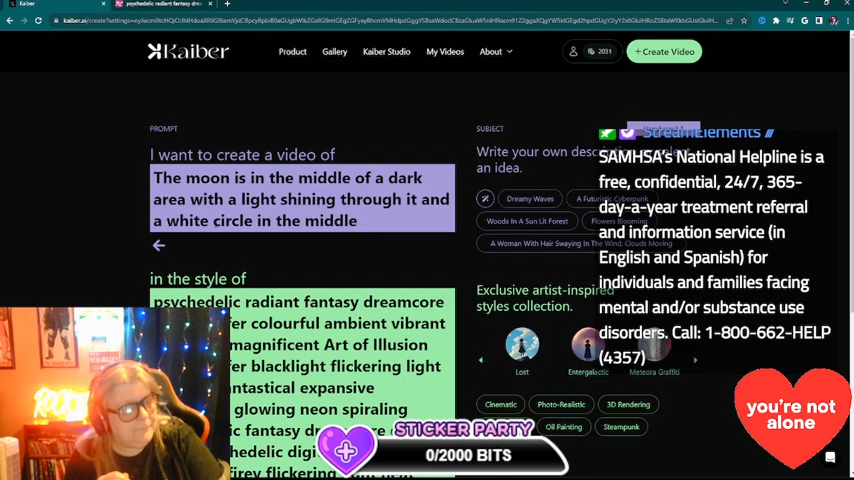 Kaiber
psychedelic radiant fantasy dream
Kaiber
Product
Gallery
Kaiber Studio
My Videos
About
2031
+ Create Video
PROMPT
I want to create a video of
The moon is in the middle of a dark
area with a light shining through it and
a white circle in the middle
in the style of
psychedelic radiant fantasy dreamcore
fer colourful ambient vibrant
magnificent Art of Illusion
fer blacklight flickering light
ntastical expansive
glowing neon spiraling
ic fantasy
hedelic digi
fiery flickering
SUBJECT
Write your own
an idea.
Dreamy Waves
A Futuristic Cyberpunk
Woods In A Sun Lit Forest
Flowers Blooming
A Woman With Hair Swaying In The Wind, Clouds Moving
Exclusive artist-inspired
styles collection.
Lost
Entergalactic
Meteora Graffiti
Cinematic
Photo-Realistic
3D Rendering
Oil Painting
Steampunk
StreamElements //
SAMHSA's National Helpline is a
free, confidential, 24/7, 365-
day-a-year treatment referral
and information service (in
English and Spanish) for
individuals and families facing
mental and/or substance use
disorders. Call: 1-800-662-HELP
(4357)
you're not
alone
STICKER PARTY
0/2000 BITS